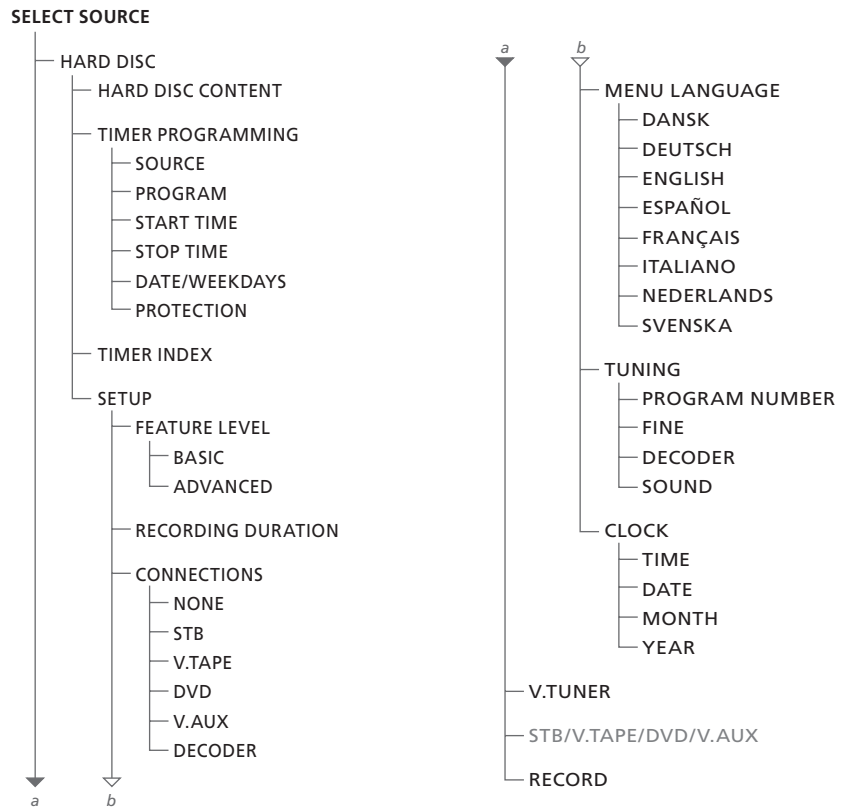 SELECT SOURCE
HARD DISC
HARD DISC CONTENT
TIMER PROGRAMMING
SOURCE
PROGRAM
START TIME
STOP TIME
DATE/WEEKDAYS
PROTECTION
TIMER INDEX
SETUP
FEATURE LEVEL
BASIC
ADVANCED
RECORDING DURATION
CONNECTIONS
NONE
STB
V.TAPE
DVD
V.AUX
DECODER
a
b
a
b
MENU LANGUAGE
DANSK
DEUTSCH
ENGLISH
ESPAÑOL
FRANÇAIS
ITALIANO
NEDERLANDS
SVENSKA
TUNING
PROGRAM NUMBER
FINE
DECODER
SOUND
CLOCK
TIME
DATE
MONTH
YEAR
V.TUNER
STB/V.TAPE/DVD/V.AUX
RECORD